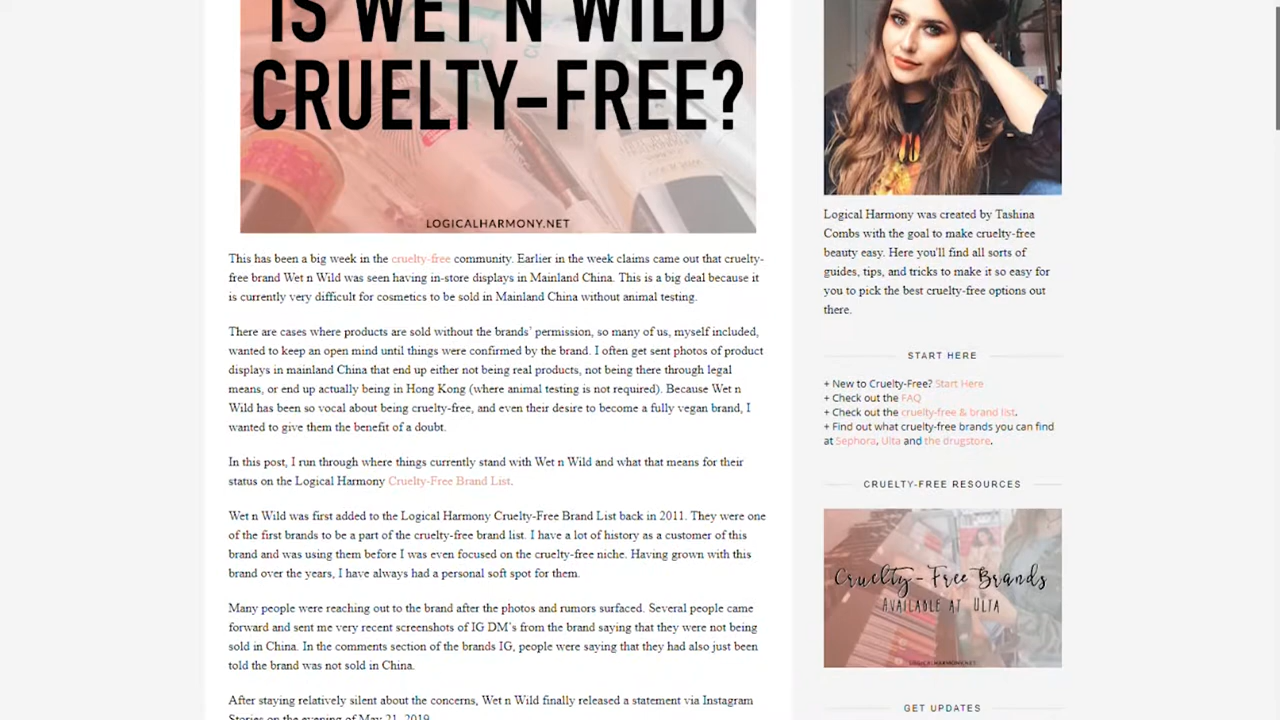 IS WET N WILD
CRUELTY-FREE?
LOGICALHARMONY.NET
This has been a big week in the cruelty-free community. Earlier in the week claims came out that cruelty-
free brand Wet n Wild was seen having in-store displays in Mainland China. This is a big deal because it
is currently very difficult for cosmetics to be sold in Mainland China without animal testing.
There are cases where products are sold without the brands' permission, so many of us, myself included,
wanted to keep an open mind until things were confirmed by the brand. I often get sent photos of product
displays in mainland China that end up either not being real products, not being there through legal
means, or end up actually being in Hong Kong (where animal testing is not required). Because Wet n
Wild has been so vocal about being cruelty-free, and even their desire to become a fully vegan brand, I
wanted to give them the benefit of a doubt.
In this post, I run through where things currently stand with Wet n Wild and what that means for their
status on the Logical Harmony Cruelty-Free Brand List.
Wet n Wild was first added to the Logical Harmony Cruelty-Free Brand List back in 2011. They were one
of the first brands to be a part of the cruelty-free brand list. I have a lot of history as a customer of this
brand and was using them before I was even focused on the cruelty-free niche. Having grown with this
brand over the years, I have always had a personal soft spot for them.
Many people were reaching out to the brand after the photos and rumors surfaced. Several people came
forward and sent me very recent screenshots of IG DM's from the brand saying that they were not being
sold in China. In the comments section of the brands IG, people were saying that they had also just been
told the brand was not sold in China.
After staying relatively silent about the concerns, Wet n Wild finally released a statement via Instagram
Stories on the evening of May 21, 2019.
Logical Harmony was created by Tashina
Combs with the goal to make cruelty-free
beauty easy. Here you'll find all sorts of
guides, tips, and tricks to make it so easy for
you to pick the best cruelty-free options out
there.
START HERE
+ New to Cruelty-Free? Start Here
+ Check out the FAQ
+ Check out the cruelty-free & brand list.
+ Find out what cruelty-free brands you can find
at Sephora, Ulta and the drugstore.
CRUELTY-FREE RESOURCES
Cruelty-Free Brands
AVAILABLE AT ULTA
LOGICALHARMONY.NET
GET UPDATES